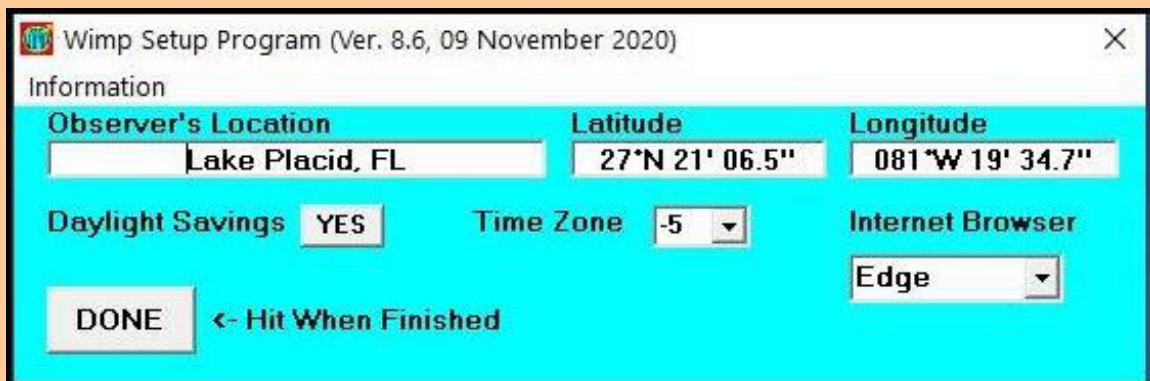 Wimp Setup Program (Ver. 8.6, 09 November 2020)
Information
Observer's Location Latitude Longitude
Lake Placid, FL 27°N 21' 06.5" 081°W 19' 34.7"
Daylight Savings YES Time Zone -5 Internet Browser
Edge
DONE <- Hit When Finished